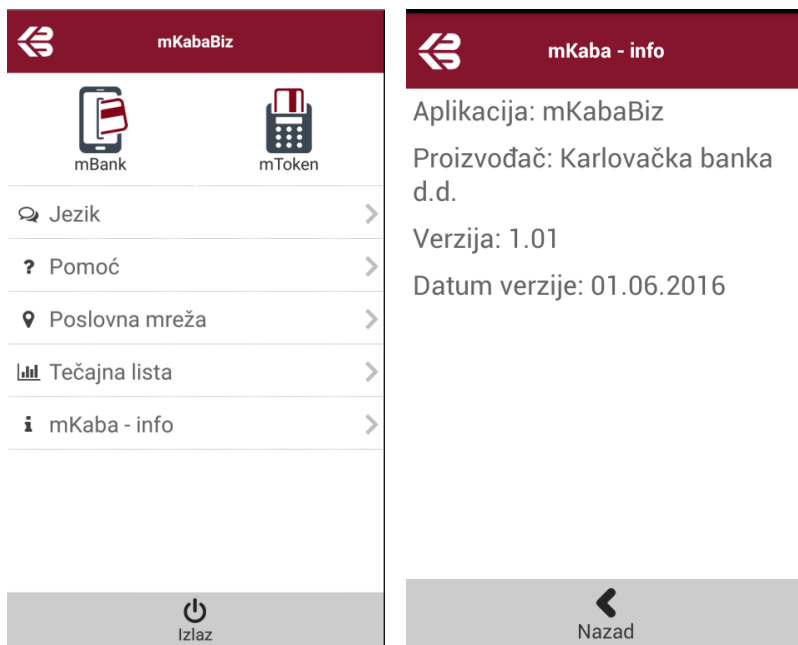 mKabaBiz
mBank
mToken
Jezik
? Pomoć
Poslovna mreža
Tečajna lista
i mKaba - info
Izlaz
mKaba - info
Aplikacija: mKabaBiz
Proizvođač: Karlovačka banka
d.d.
Verzija: 1.01
Datum verzije: 01.06.2016
Nazad